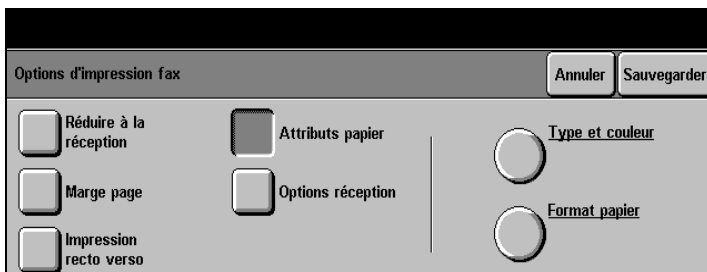 Options d'impression fax
Annuler
Sauvegarder
Réduire à la
réception
Attributs papier
Type et couleur
Marge page
Options réception
Format papier
Impression
recto verso